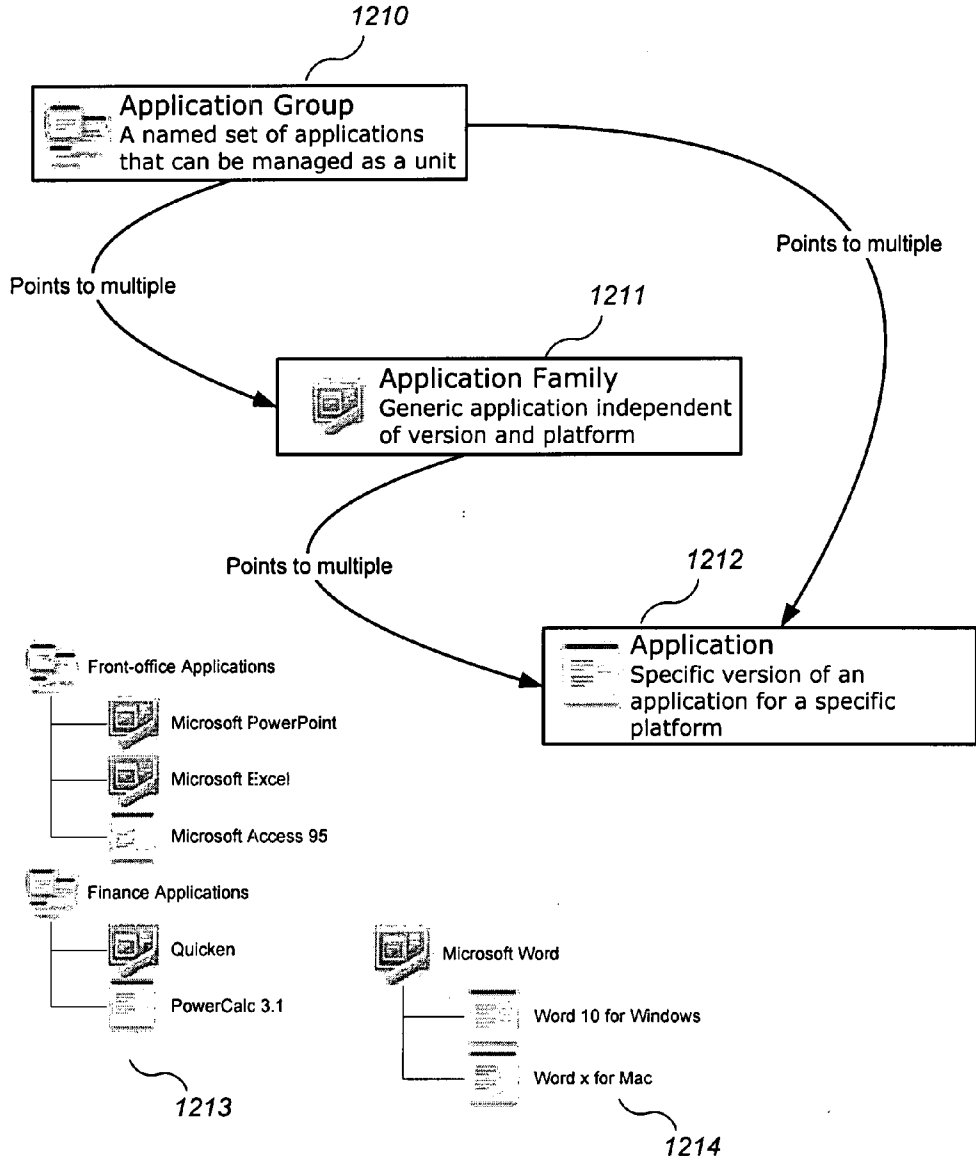 1210
Application Group
A named set of applications
that can be managed as a unit
Points to multiple
Points to multiple
1211
Application Family
Generic application independent
of version and platform
Points to multiple
1212
Application
Specific version of an
application for a specific
platform
Front-office Applications
Microsoft PowerPoint
Microsoft Excel
Microsoft Access 95
Finance Applications
Quicken
PowerCalc 3.1
1213
Microsoft Word
Word 10 for Windows
Word x for Mac
1214